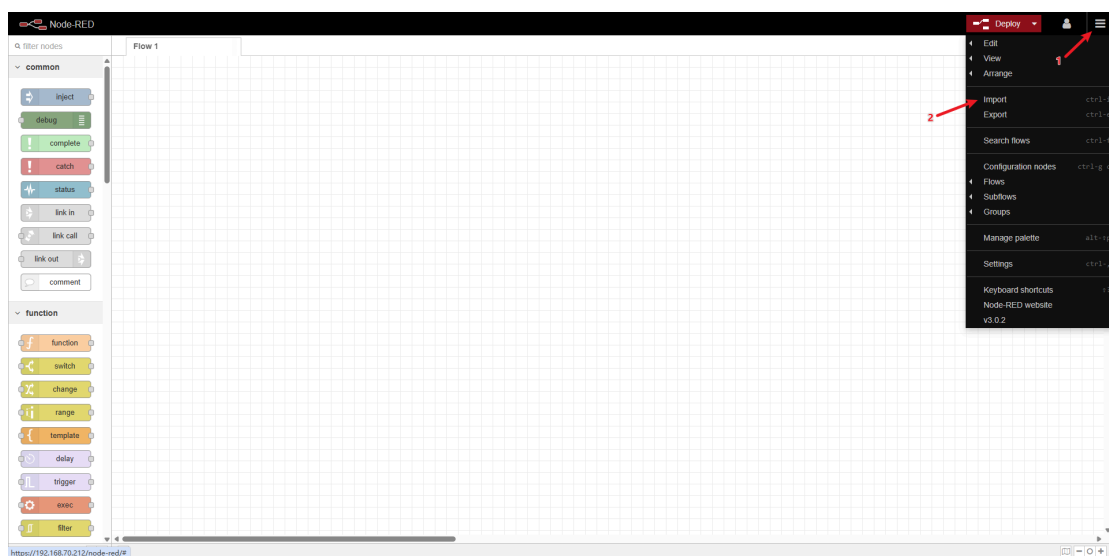 Node-RED
Deploy
filter nodes
Flow 1
common
inject
debug
complete
catch
status
link in
link call
link out
comment
function
function
switch
change
range
template
delay
trigger
exec
filter
Edit
View
1
Arrange
Import
2
Export
Search flows
Configuration nodes ctrl-g
Flows
Subflows
Groups
Manage palette
Settings
Keyboard shortcuts
Node-RED website
v3.0.2
https://192.168.70.212/node-red/#